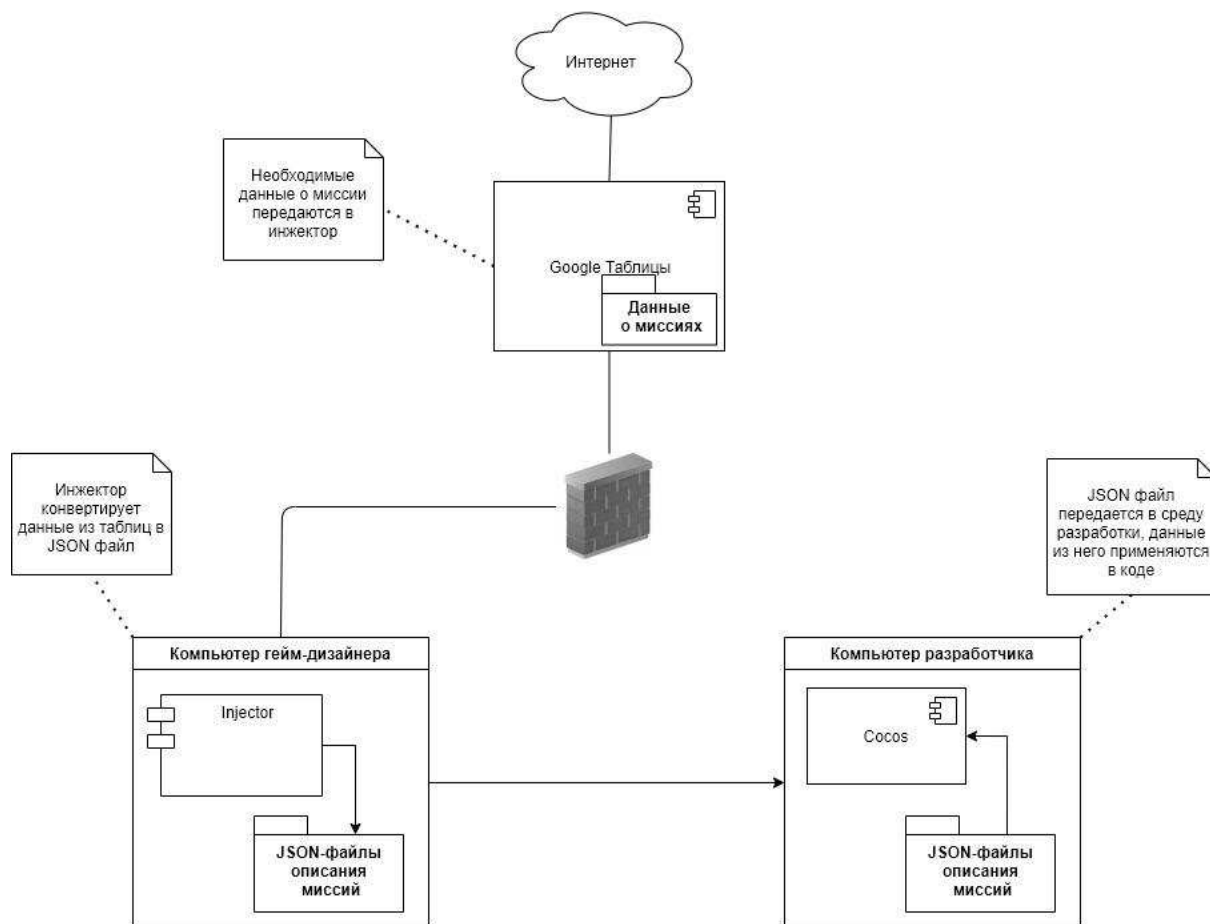 Интернет
Необходимые
данные о миссии
передаются в
инжектор
Google Таблицы
Данные
о миссиях
Инжектор
конвертирует
данные из таблиц в
JSON файл
JSON файл
передается в среду
разработки, данные
из него применяются
в коде
Компьютер гейм-дизайнера
Injector
JSON-файлы
описания
миссий
Компьютер разработчика
Cocos
JSON-файлы
описания
миссий